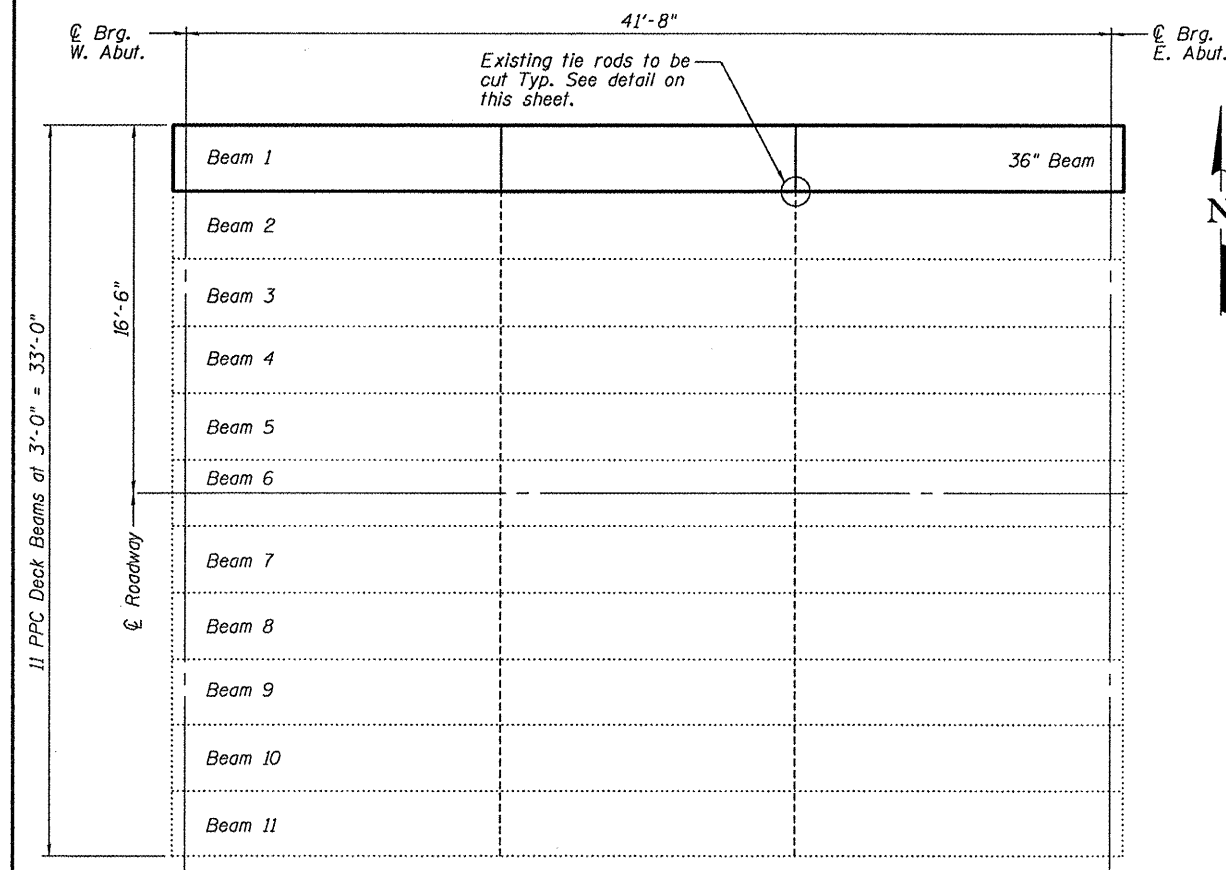 41'-8"
℄ Brg.
W. Abut.
℄ Brg.
E. Abut.
Existing tie rods to be
cut Typ. See detail on
this sheet.
Beam 1
36" Beam
Beam 2
N
Beam 3
16'-6"
Beam 4
11 PPC Deck Beams at 3'-0" = 33'-0"
Beam 5
Beam 6
℄ Roadway
Beam 7
Beam 8
Beam 9
Beam 10
Beam 11